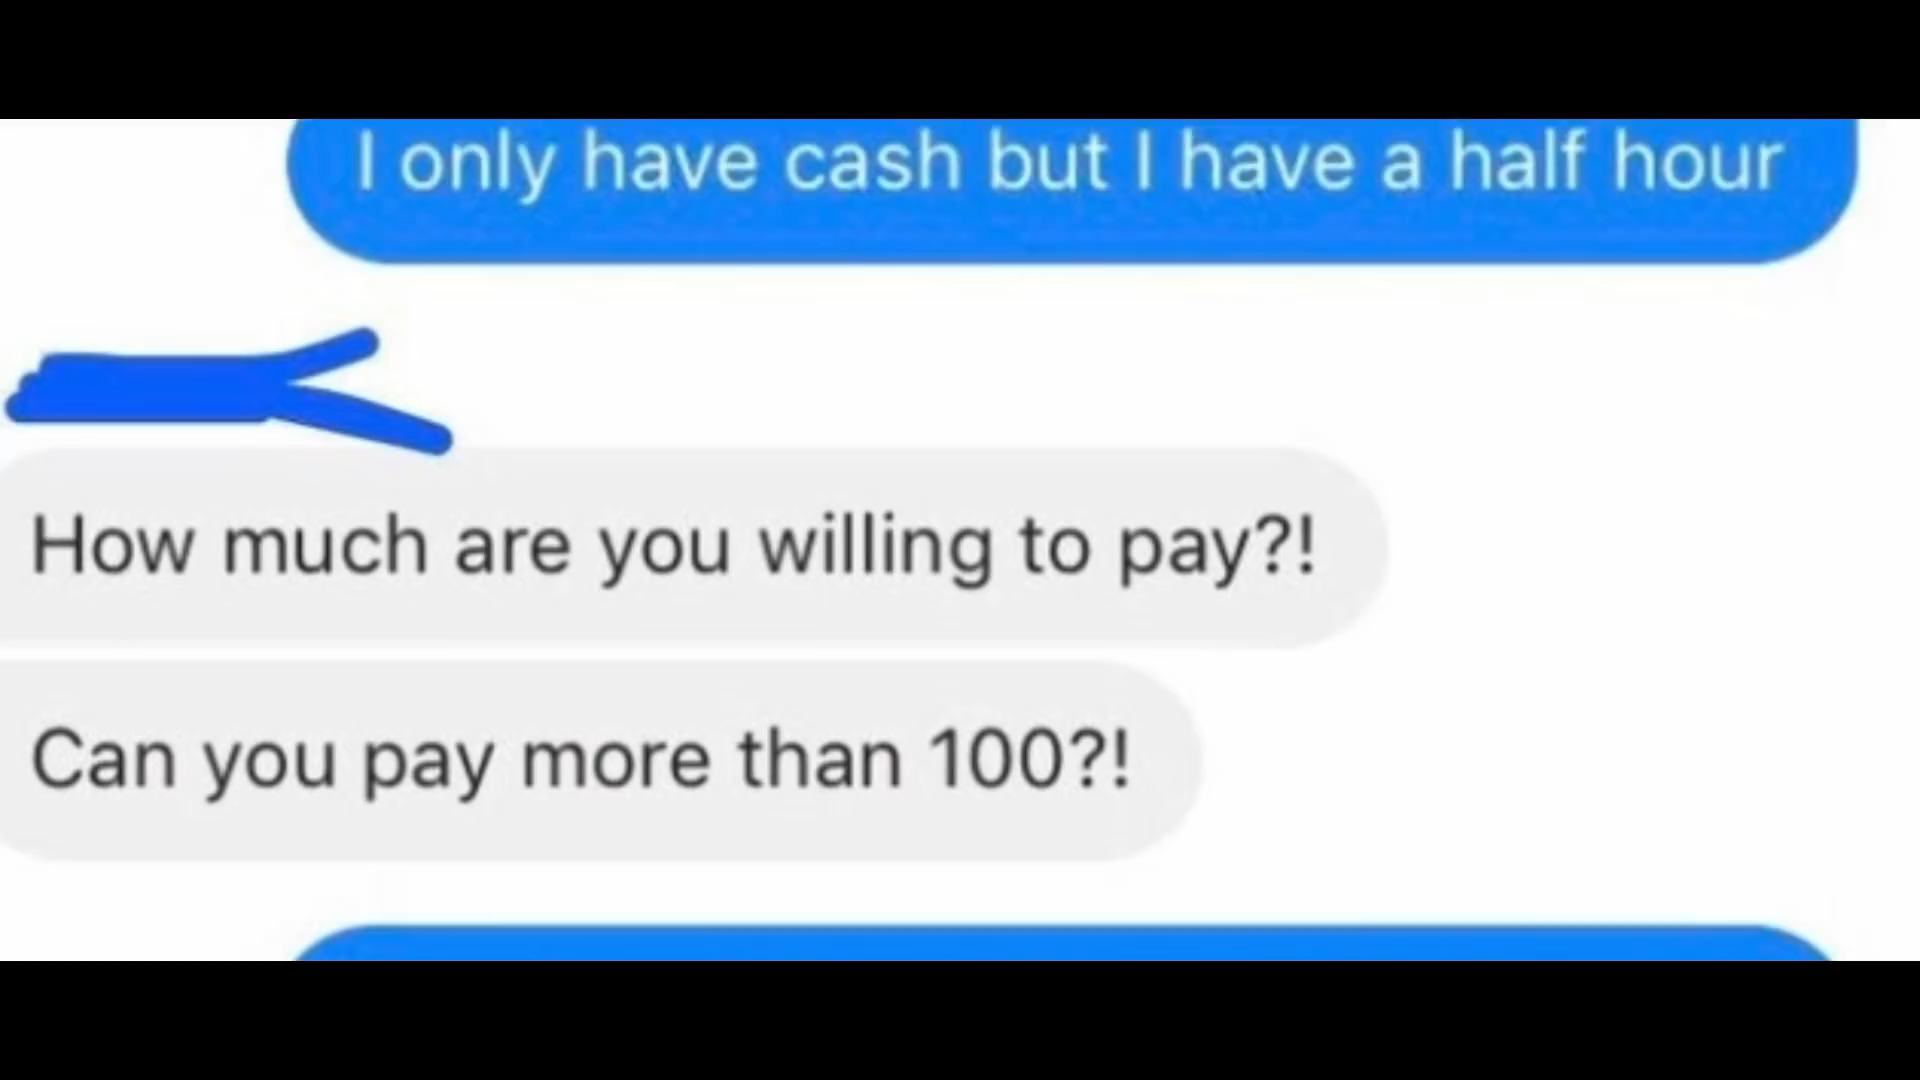 I only have cash but I have a half hour
How much are you willing to pay?!
Can you pay more than 100?!